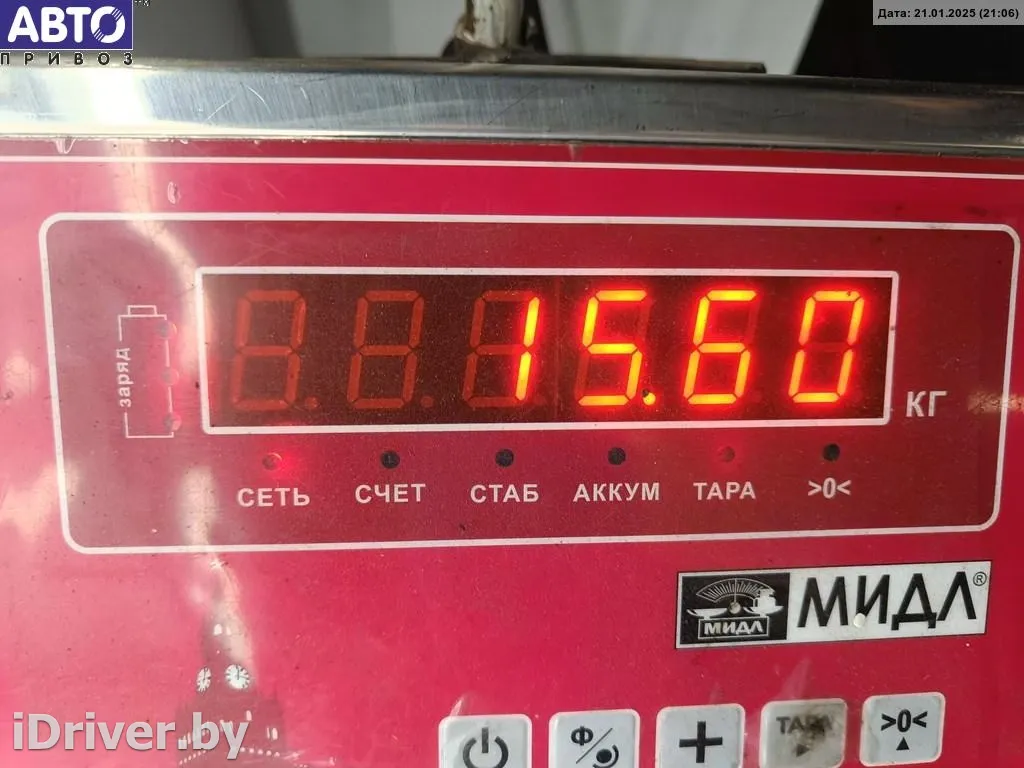 АВТО
ПРИВОЗ
Дата: 21.01.2025 (21:06)
заряд
15.60
КГ
СЕТЬ СЧЕТ СТАБ АККУМ ТАРА >0<
МИДЛ МИДЛ®
Ф + ТАРА >0<
iDriver.by